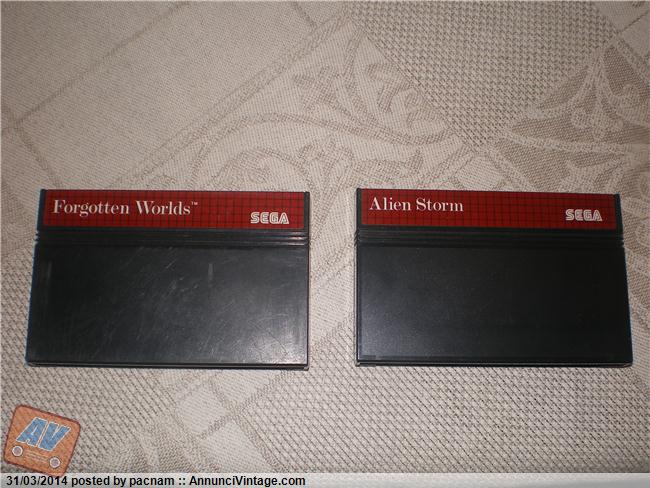 Forgotten Worlds™
SEGA
Alien Storm
SEGA
AV
31/03/2014 posted by pacnam :: AnnunciVintage.com